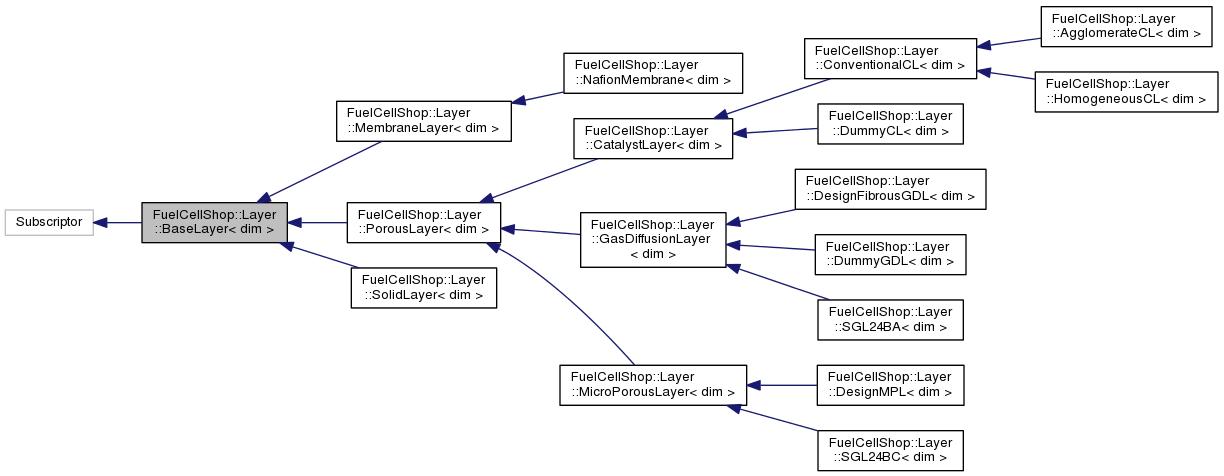 Subscriptor
FuelCellShop::Layer
::BaseLayer< dim >
FuelCellShop::Layer
::MembraneLayer< dim >
FuelCellShop::Layer
::PorousLayer< dim >
FuelCellShop::Layer
::SolidLayer< dim >
FuelCellShop::Layer
::NafionMembrane< dim >
FuelCellShop::Layer
::CatalystLayer< dim >
FuelCellShop::Layer
::GasDiffusionLayer
< dim >
FuelCellShop::Layer
::MicroPorousLayer< dim >
FuelCellShop::Layer
::ConventionalCL< dim >
FuelCellShop::Layer
::DummyCL< dim >
FuelCellShop::Layer
::DesignFibrousGDL< dim >
FuelCellShop::Layer
::DummyGDL< dim >
FuelCellShop::Layer
::SGL24BA< dim >
FuelCellShop::Layer
::DesignMPL< dim >
FuelCellShop::Layer
::SGL24BC< dim >
FuelCellShop::Layer
::AgglomerateCL< dim >
FuelCellShop::Layer
::HomogeneousCL< dim >